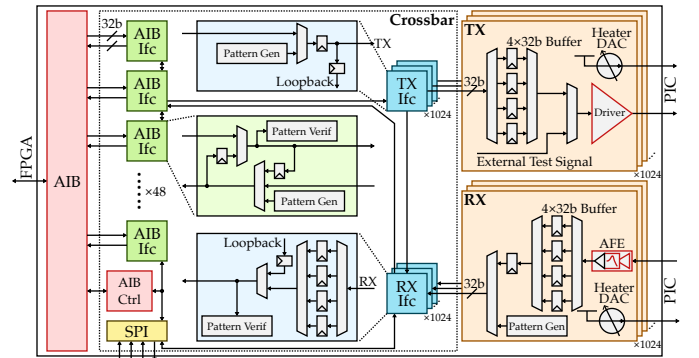 Crossbar
32b
AIB
Ifc
Pattern Gen
TX
Loopback
TX
Ifc
×1024
32b
TX
4×32b Buffer
Heater
DAC
Driver
External Test Signal
PIC
×1024
AIB
Ifc
AIB
Ifc
Pattern Verif
Pattern Gen
×48
FPGA
AIB
AIB
Ifc
AIB
Ctrl
SPI
Loopback
RX
Pattern Verif
RX
Ifc
×1024
32b
RX
4×32b Buffer
AFE
Heater
DAC
Pattern Gen
PIC
×1024